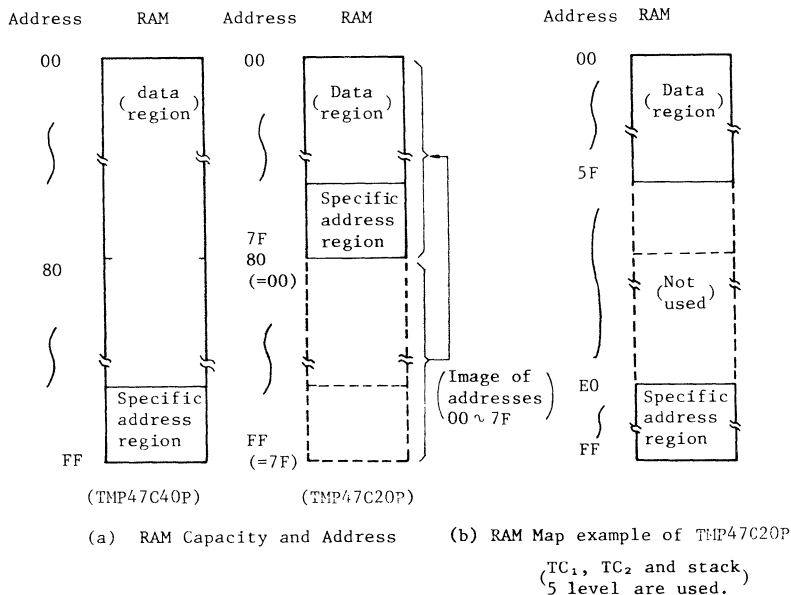 Address RAM Address RAM Address RAM
00
(data
region)
80
Specific
address
region
FF
(TMP47C40P)
00
(Data
region)
Specific
address
region
7F
80
(=00)
FF
(=7F)
(Image of
addresses
00 ~ 7F)
(TMP47C20P)
(a) RAM Capacity and Address
00
(Data
region)
5F
(Not
used)
E0
Specific
address
region
FF
(b) RAM Map example of TMP47C20P
(TC₁, TC₂ and stack
5 level are used.)